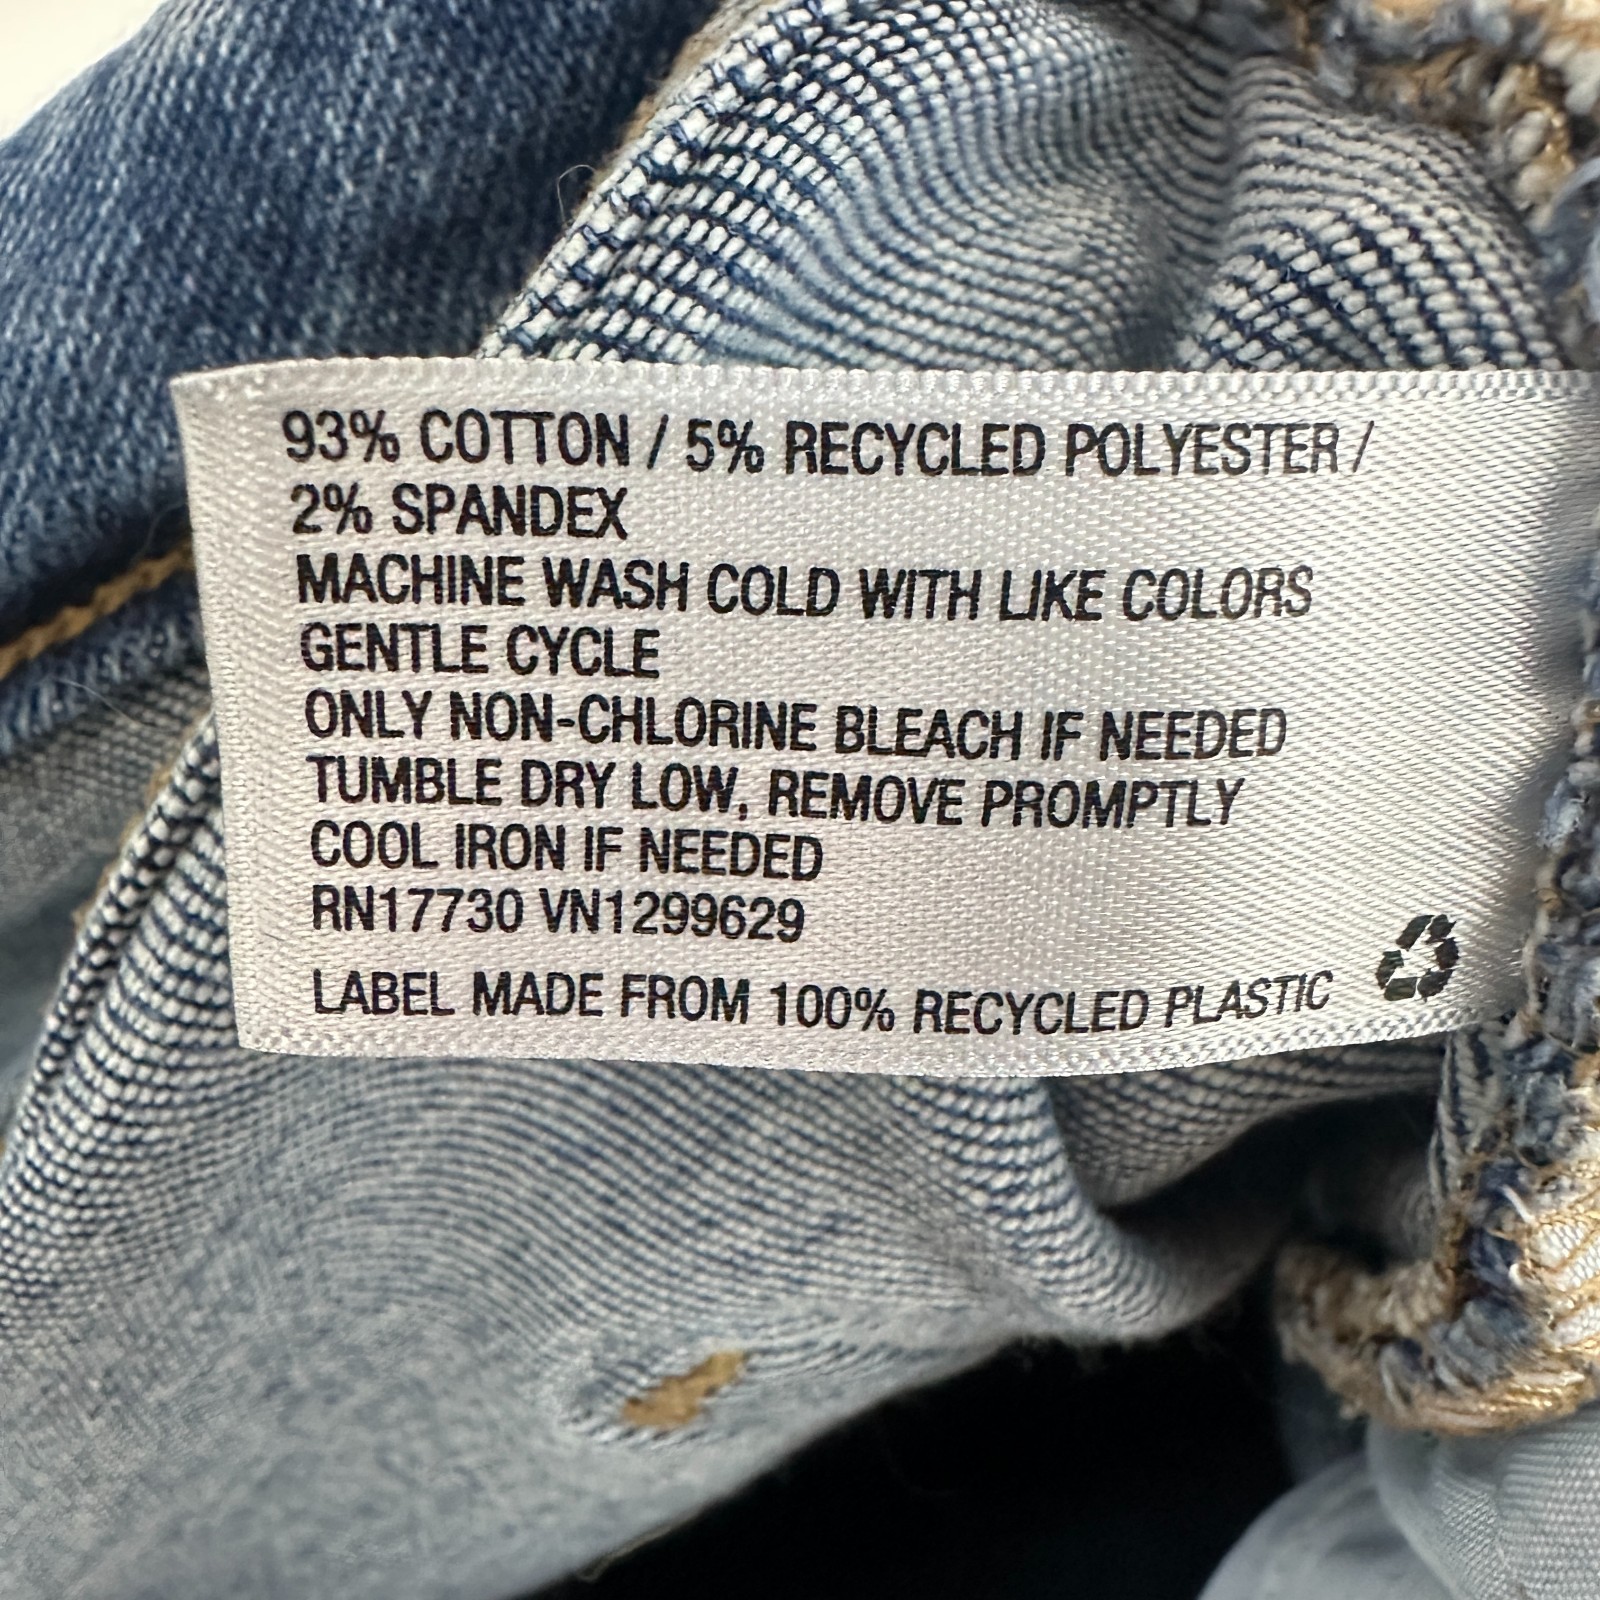 93% COTTON / 5% RECYCLED POLYESTER /
2% SPANDEX
MACHINE WASH COLD WITH LIKE COLORS
GENTLE CYCLE
ONLY NON-CHLORINE BLEACH IF NEEDED
TUMBLE DRY LOW, REMOVE PROMPTLY
COOL IRON IF NEEDED
RN17730 VN1299629
LABEL MADE FROM 100% RECYCLED PLASTIC